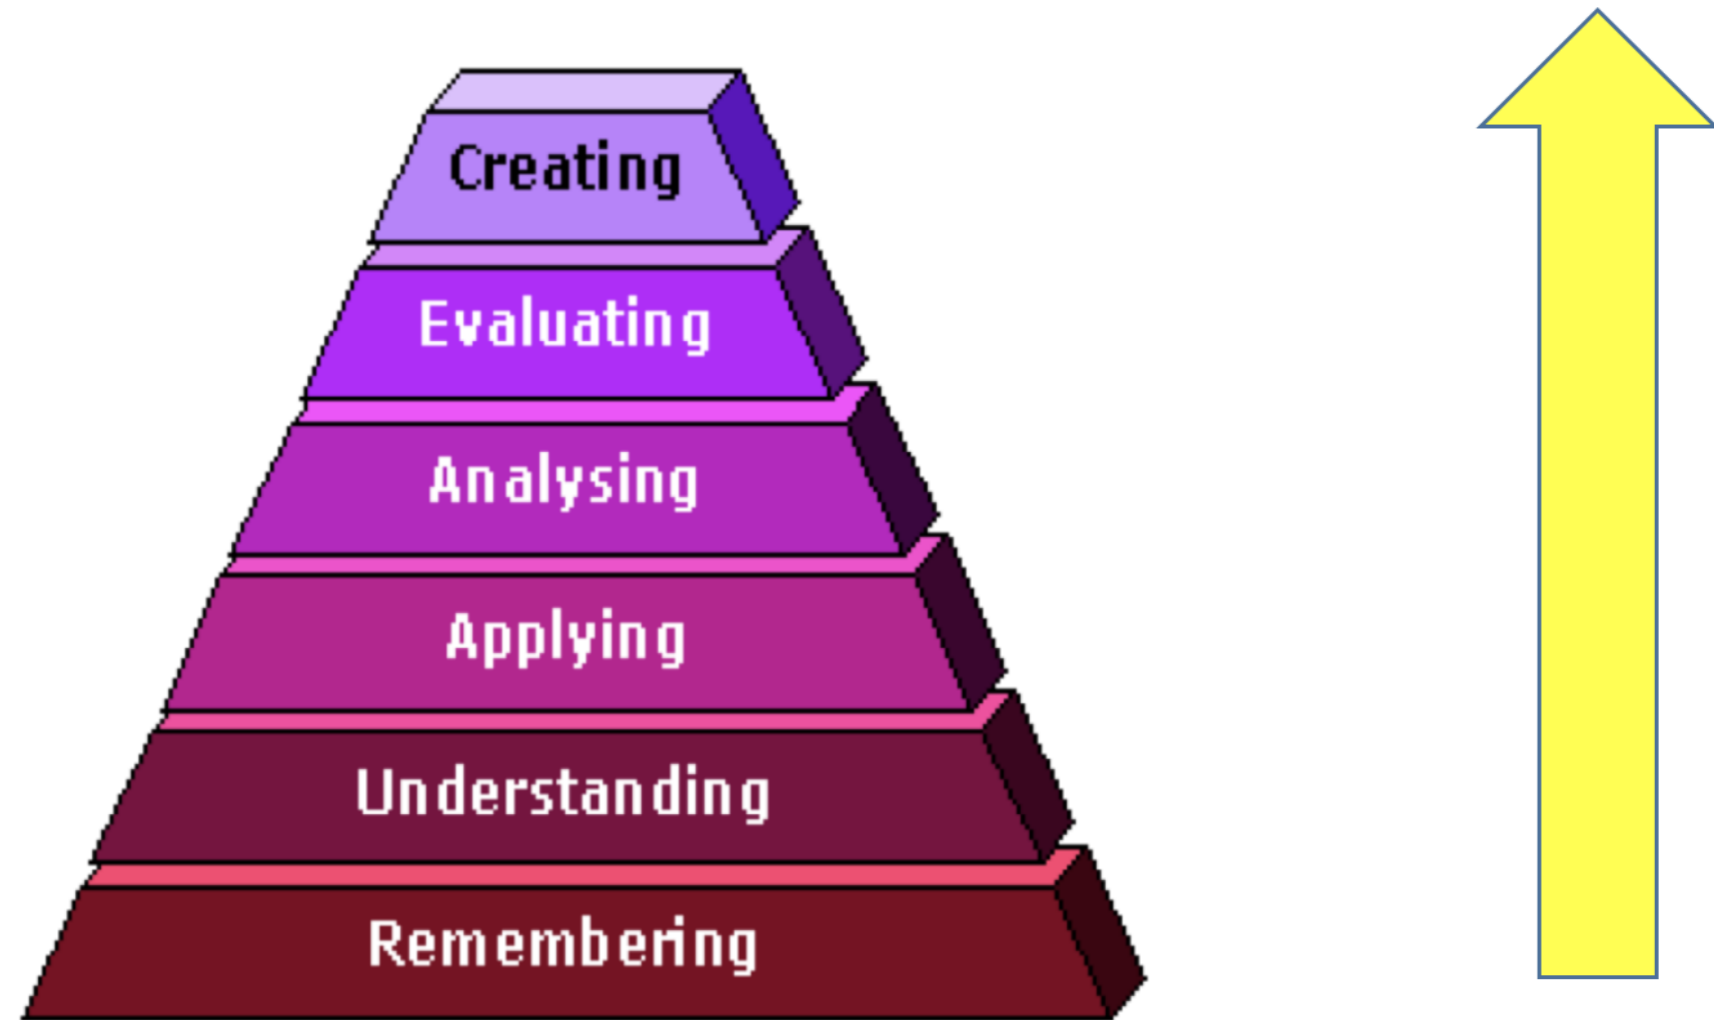 Creating
Evaluating
Analysing
Applying
Understanding
Remembering